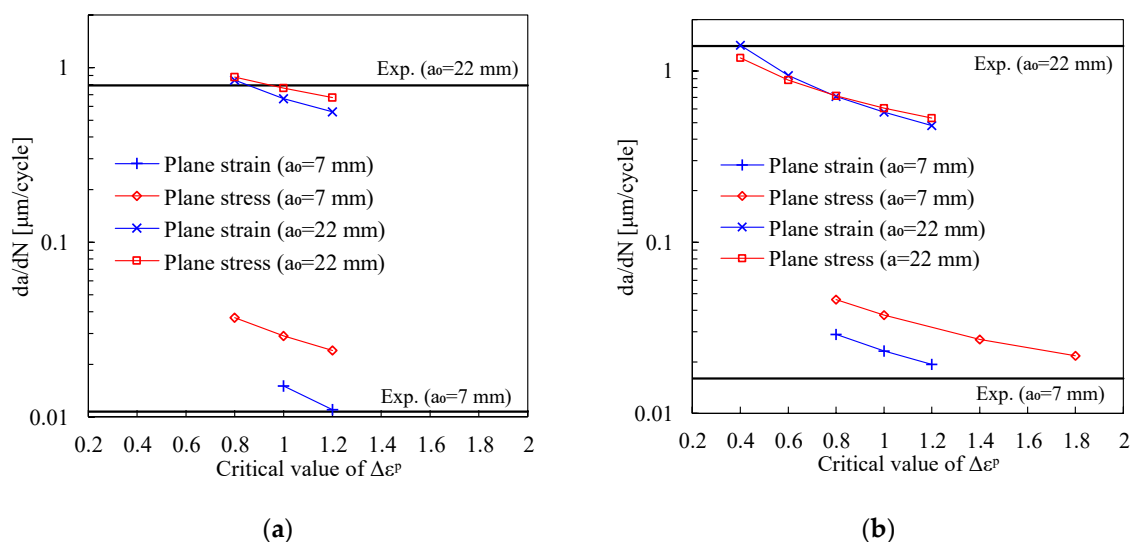 1
0.1
0.01
da/dN [µm/cycle]
Exp. (a₀=22 mm)
Plane strain (a₀=7 mm)
Plane stress (a₀=7 mm)
Plane strain (a₀=22 mm)
Plane stress (a₀=22 mm)
Exp. (a₀=7 mm)
0.2 0.4 0.6 0.8 1 1.2 1.4 1.6 1.8 2
Critical value of Δεᵖ
(a)
1
0.1
0.01
da/dN [µm/cycle]
Exp. (a₀=22 mm)
Plane strain (a₀=7 mm)
Plane stress (a₀=7 mm)
Plane strain (a₀=22 mm)
Plane stress (a=22 mm)
Exp. (a₀=7 mm)
0.2 0.4 0.6 0.8 1 1.2 1.4 1.6 1.8 2
Critical value of Δεᵖ
(b)